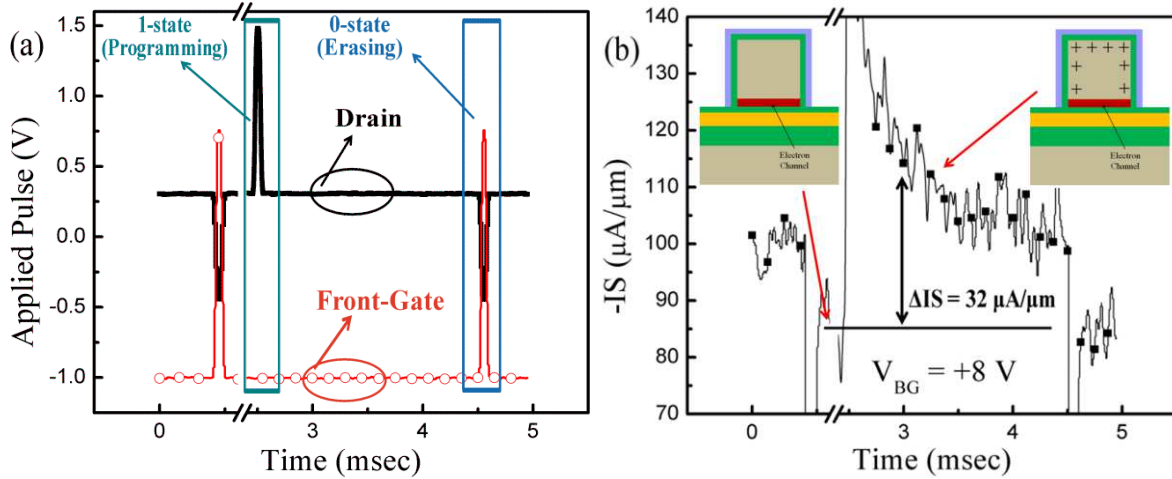 (a)
1-state
(Programming)
0-state
(Erasing)
Drain
Front-Gate
1.5
1.0
0.5
0.0
-0.5
-1.0
Applied Pulse (V)
0 3 4 5
Time (msec)
(b)
140
130
120
110
100
90
80
70
-IS (μA/μm)
Electron
Channel
Electron
Channel
ΔIS = 32 μA/μm
V_BG = +8 V
0 3 4 5
Time (msec)